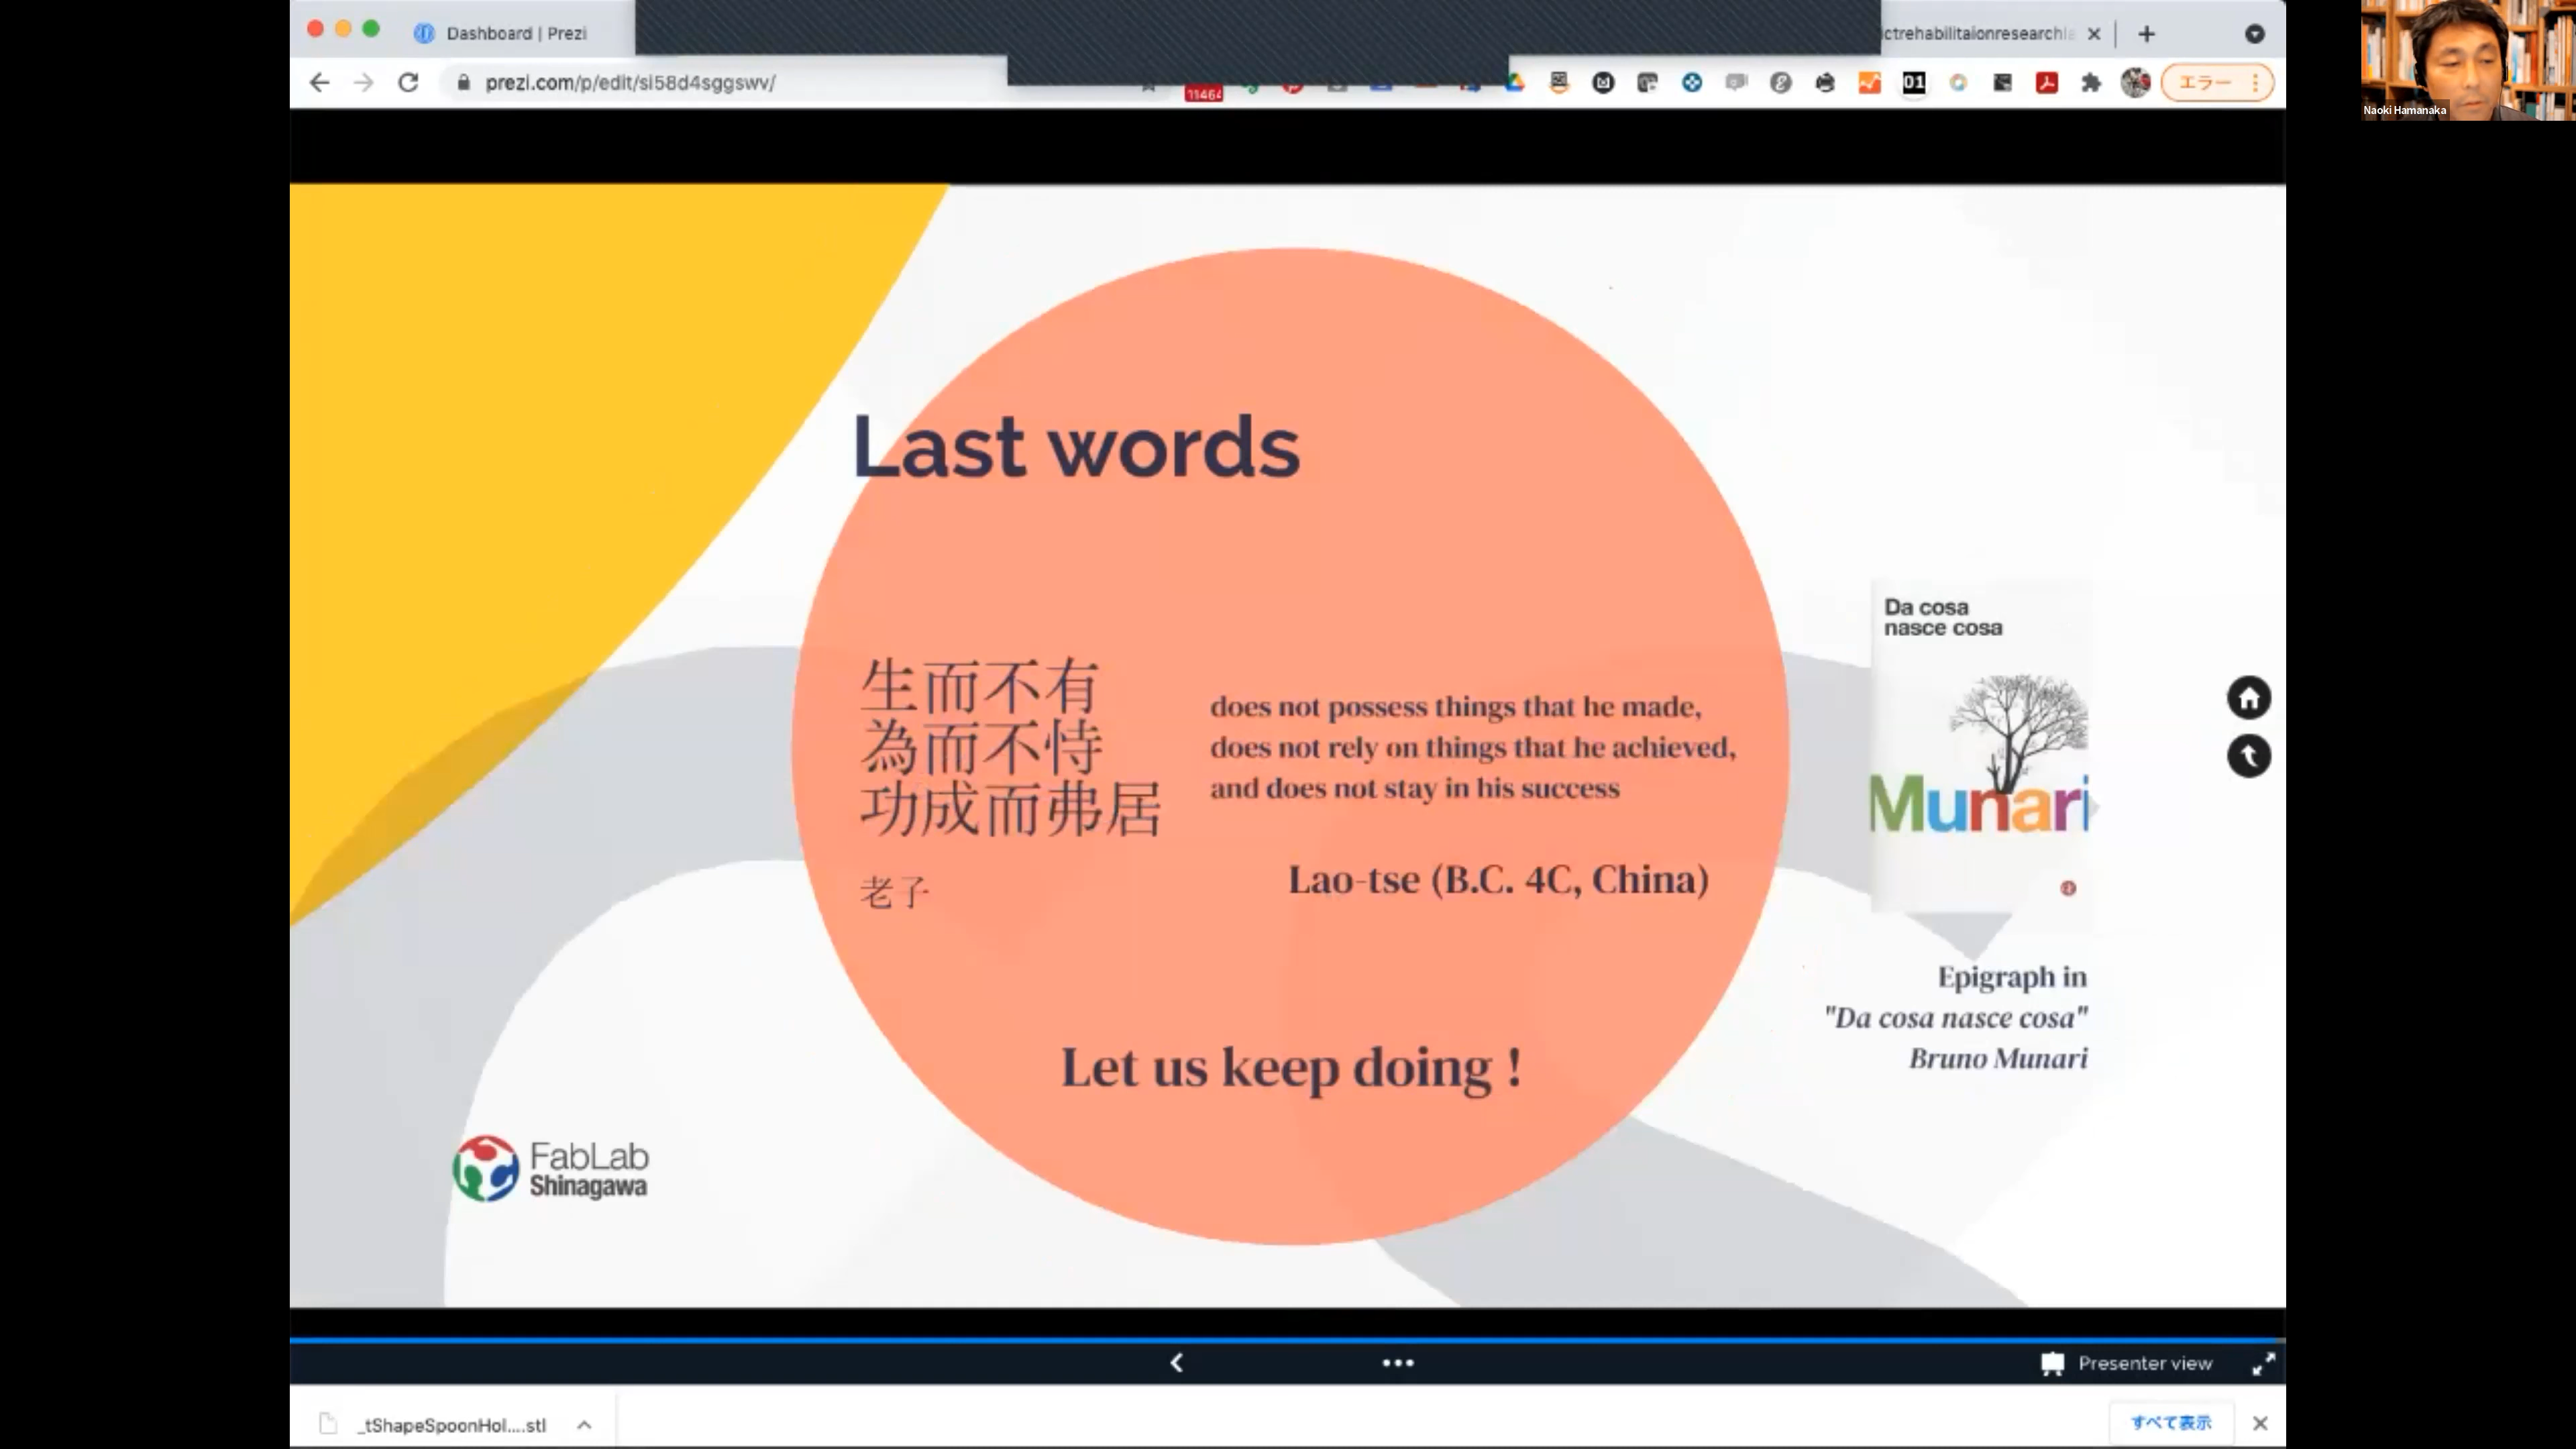 Dashboard | Prezi
ictrehabilitaionresearchla
prezi.com/p/edit/si58d4sggswv/
11464
01
エラー
Naoki Hamanaka
Last words
生而不有
為而不恃
功成而弗居
老子
does not possess things that he made,
does not rely on things that he achieved,
and does not stay in his success
Lao-tse (B.C. 4C, China)
Let us keep doing !
Da cosa
nasce cosa
Munari
Epigraph in
"Da cosa nasce cosa"
Bruno Munari
FabLab
Shinagawa
Presenter view
_tShapeSpoonHol....stl
すべて表示